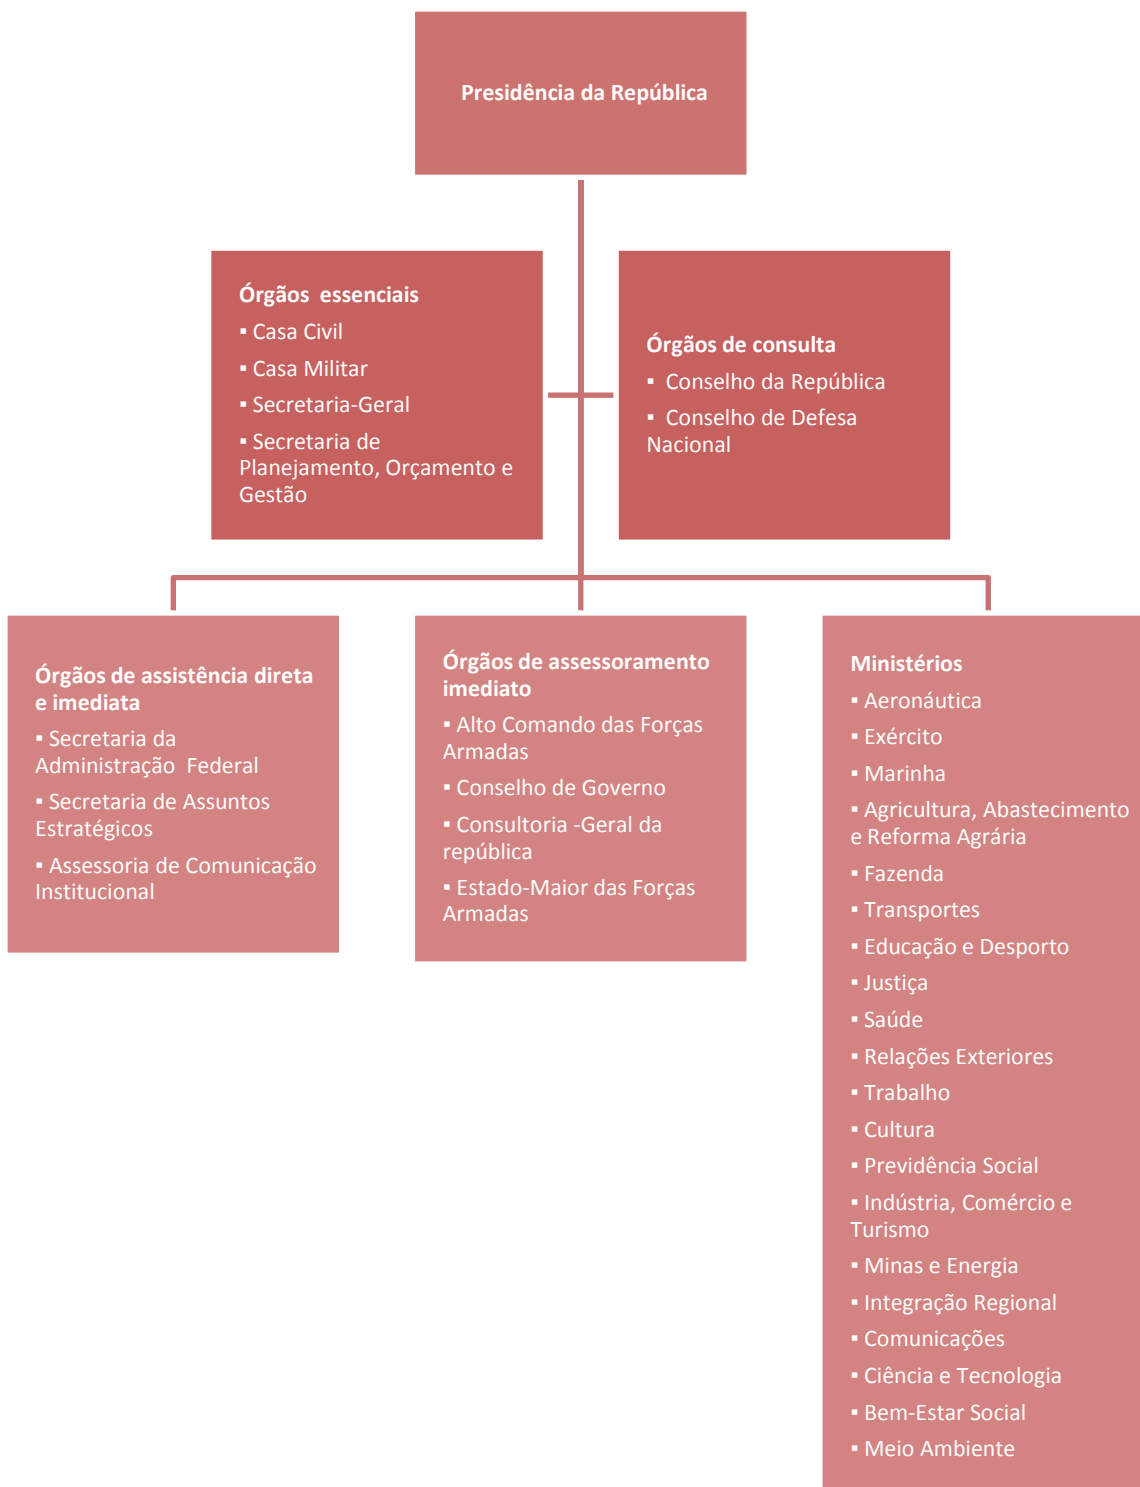 Presidência da República
Órgãos essenciais
▪ Casa Civil
▪ Casa Militar
▪ Secretaria-Geral
▪ Secretaria de
Planejamento, Orçamento e
Gestão
Órgãos de consulta
▪ Conselho da República
▪ Conselho de Defesa
Nacional
Órgãos de assistência direta
e imediata
▪ Secretaria da
Administração Federal
▪ Secretaria de Assuntos
Estratégicos
▪ Assessoria de Comunicação
Institucional
Órgãos de assessoramento
imediato
▪ Alto Comando das Forças
Armadas
▪ Conselho de Governo
▪ Consultoria -Geral da
república
▪ Estado-Maior das Forças
Armadas
Ministérios
▪ Aeronáutica
▪ Exército
▪ Marinha
▪ Agricultura, Abastecimento
e Reforma Agrária
▪ Fazenda
▪ Transportes
▪ Educação e Desporto
▪ Justiça
▪ Saúde
▪ Relações Exteriores
▪ Trabalho
▪ Cultura
▪ Previdência Social
▪ Indústria, Comércio e
Turismo
▪ Minas e Energia
▪ Integração Regional
▪ Comunicações
▪ Ciência e Tecnologia
▪ Bem-Estar Social
▪ Meio Ambiente